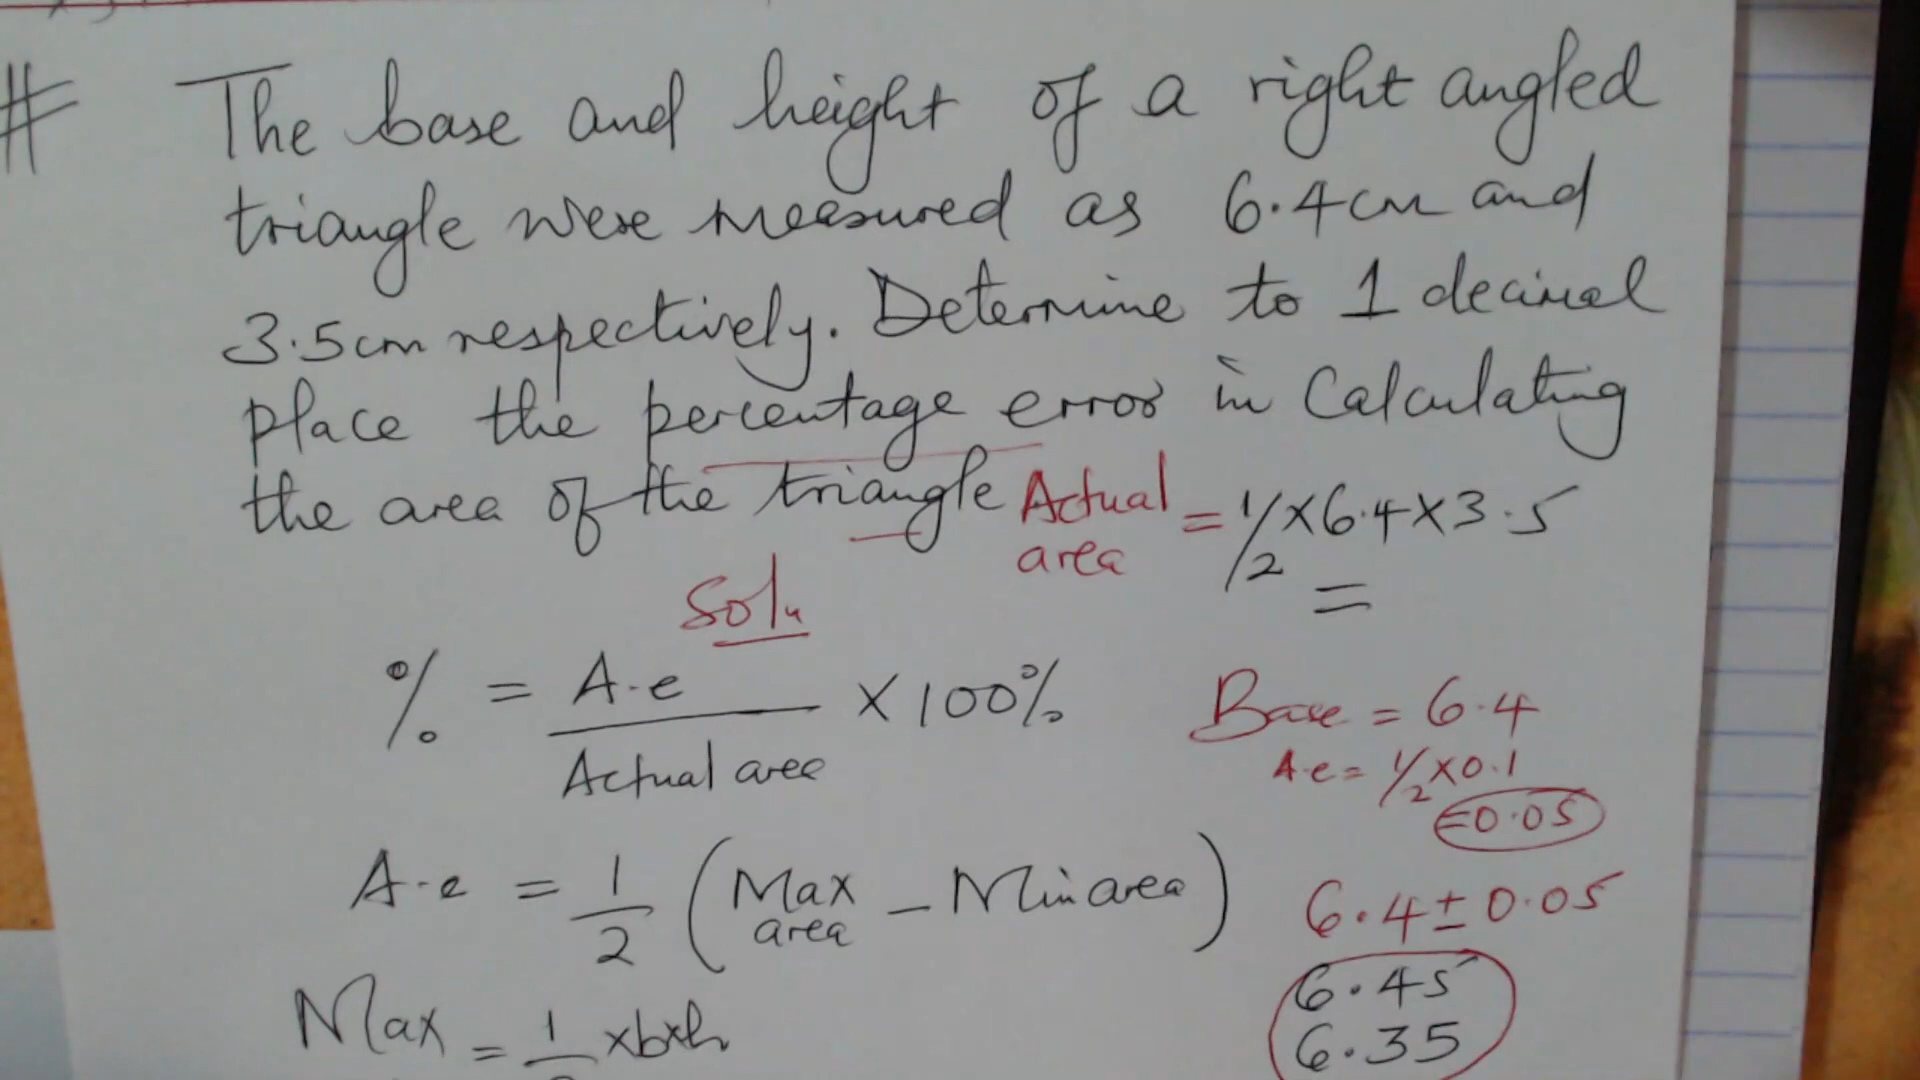 # The base and height of a right angled
triangle were measured as 6.4cm and
3.5cm respectively. Determine to 1 decimal
place the percentage error in Calculating
the area of the triangle
Actual area = 1/2 × 6.4 × 3.5
=
Soln
% = A.e / Actual area × 100%
Base = 6.4
A.e = 1/2 × 0.1
= 0.05
A.e = 1/2 (Max area - Min area)
6.4 ± 0.05
6.45
6.35
Max = 1 × b × h